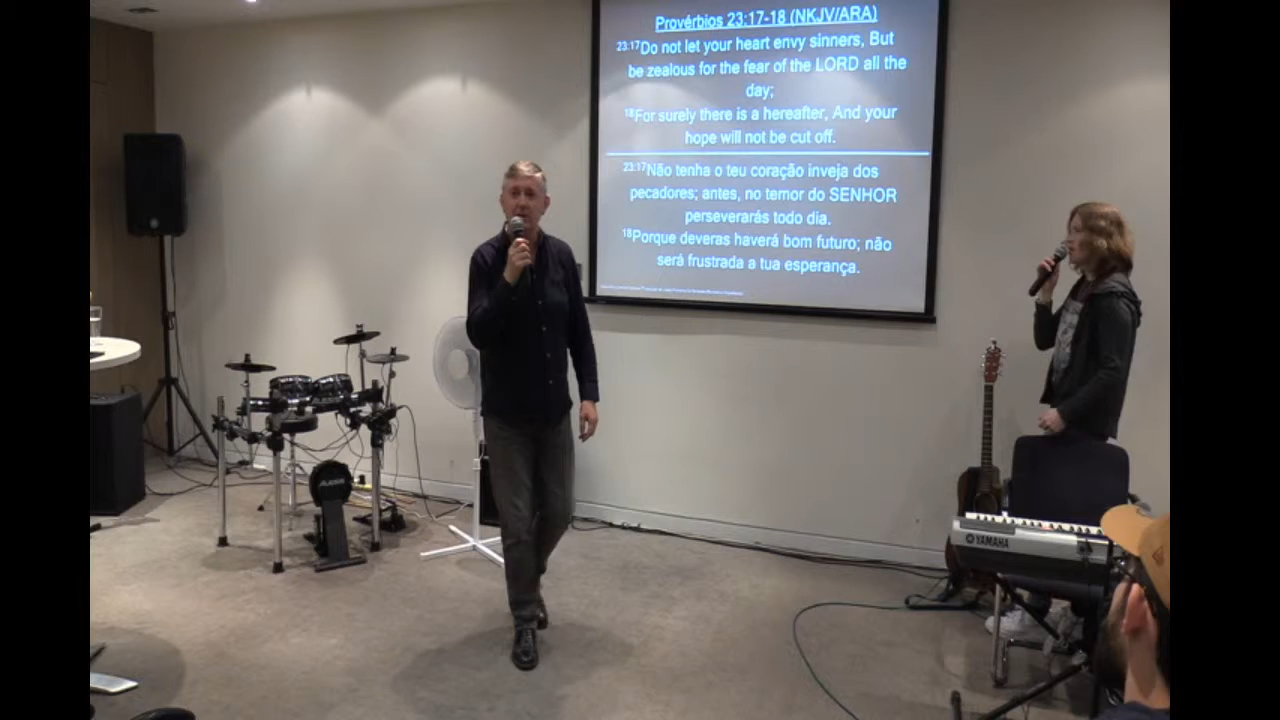 Provérbios 23:17-18 (NKJV/ARA)
23:17Do not let your heart envy sinners, But
be zealous for the fear of the LORD all the
day;
18For surely there is a hereafter, And your
hope will not be cut off.
23:17Não tenha o teu coração inveja dos
pecadores; antes, no temor do SENHOR
perseverarás todo dia.
18Porque deveras haverá bom futuro; não
será frustrada a tua esperança.
ALESIS
YAMAHA